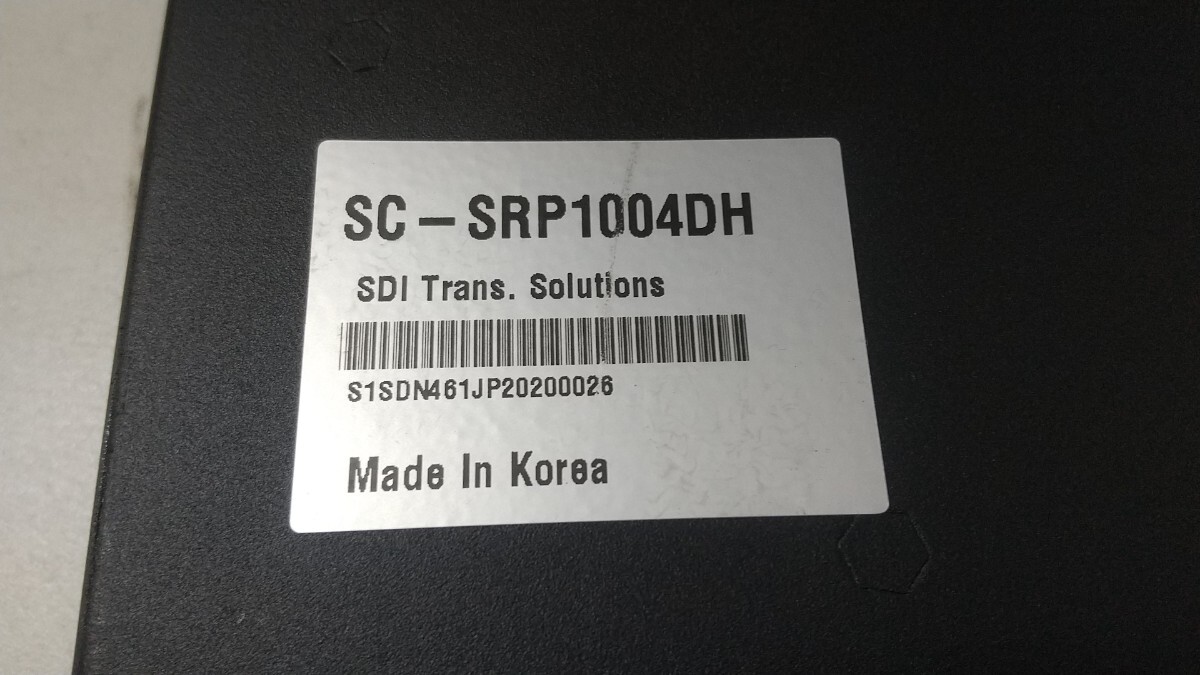 SC-SRP1004DH
SDI Trans. Solutions
S1SDN461JP20200026
Made In Korea